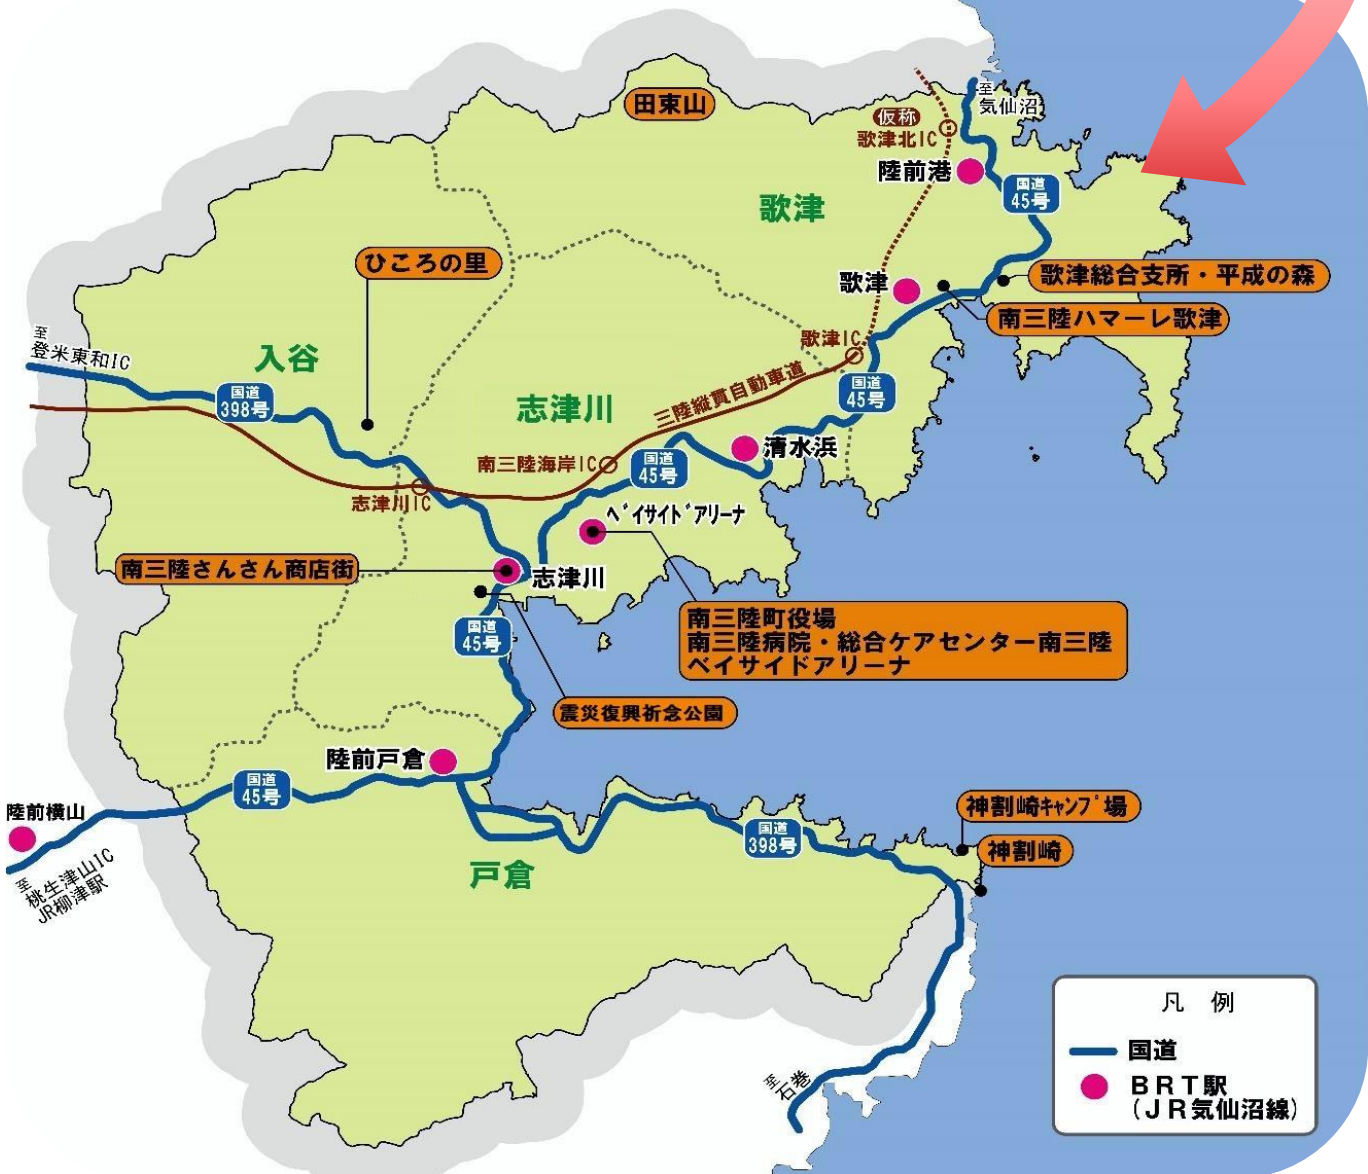 田束山
至
気仙沼
仮称
歌津北IC
陸前港
国道
45号
歌津
ひころの里
歌津
歌津総合支所・平成の森
南三陸ハマーレ歌津
至
登米東和IC
入谷
歌津IC
国道
398号
志津川
三陸縦貫自動車道
国道
45号
清水浜
南三陸海岸IC
国道
45号
志津川IC
ベイサイドアリーナ
南三陸さんさん商店街
志津川
南三陸町役場
南三陸病院・総合ケアセンター南三陸
ベイサイドアリーナ
国道
45号
震災復興祈念公園
陸前戸倉
国道
45号
陸前横山
神割崎キャンプ場
国道
398号
神割崎
戸倉
至
桃生津山IC
JR柳津駅
凡 例
国道
BRT駅
(JR気仙沼線)
至
石巻